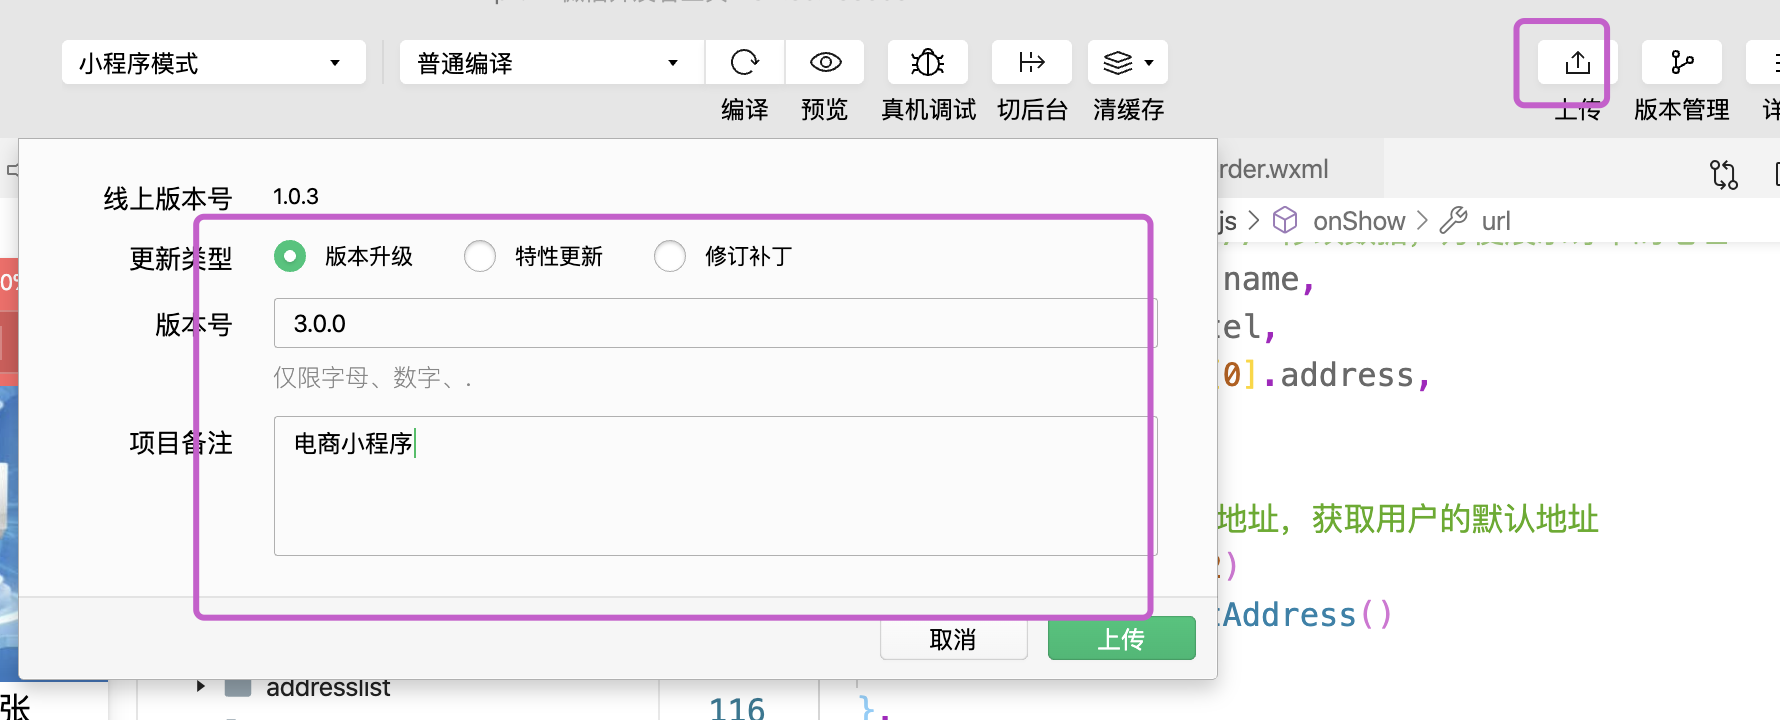 小程序模式
普通编译
编译
预览
真机调试
切后台
清缓存
上传
版本管理
详
线上版本号 1.0.3
更新类型 版本升级 特性更新 修订补丁
版本号 3.0.0
仅限字母、数字、.
项目备注 电商小程序
取消
上传
rder.wxml
js > onShow > url
name,
tel,
[0].address,
地址，获取用户的默认地址
2)
tAddress()
addresslist
116
},
张